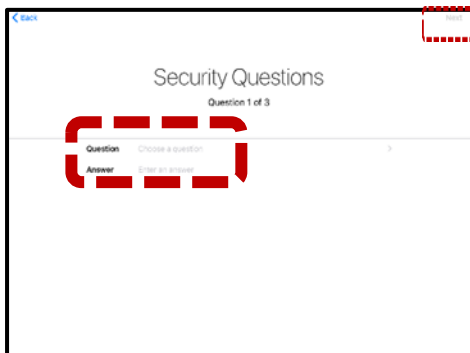 Back
Next
Security Questions
Question 1 of 3
Question Choose a question
Answer Enter an answer